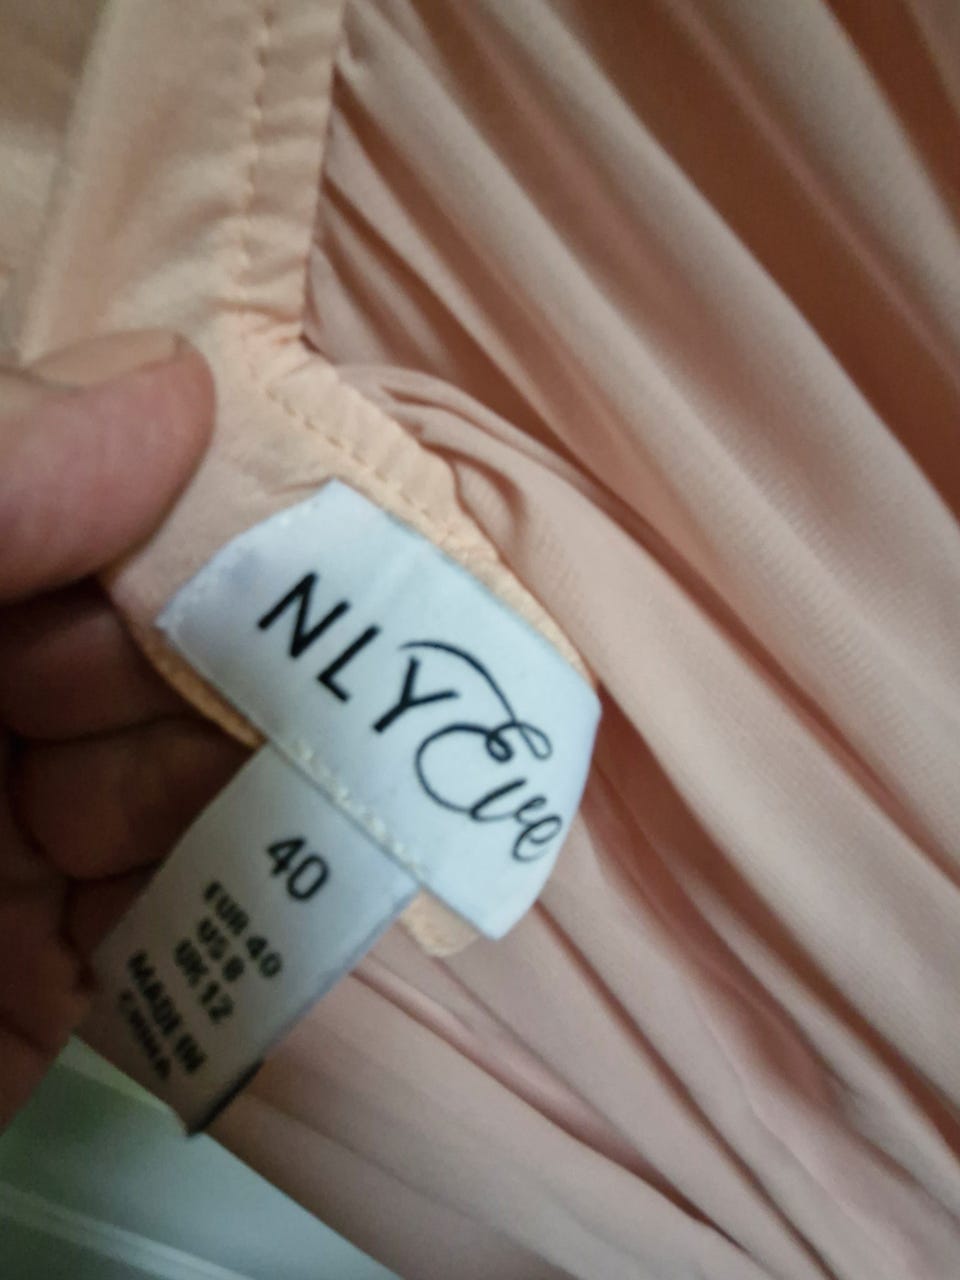 NLY Eve
40
EUR 40
US 8
UK 12
MADE IN
CHINA